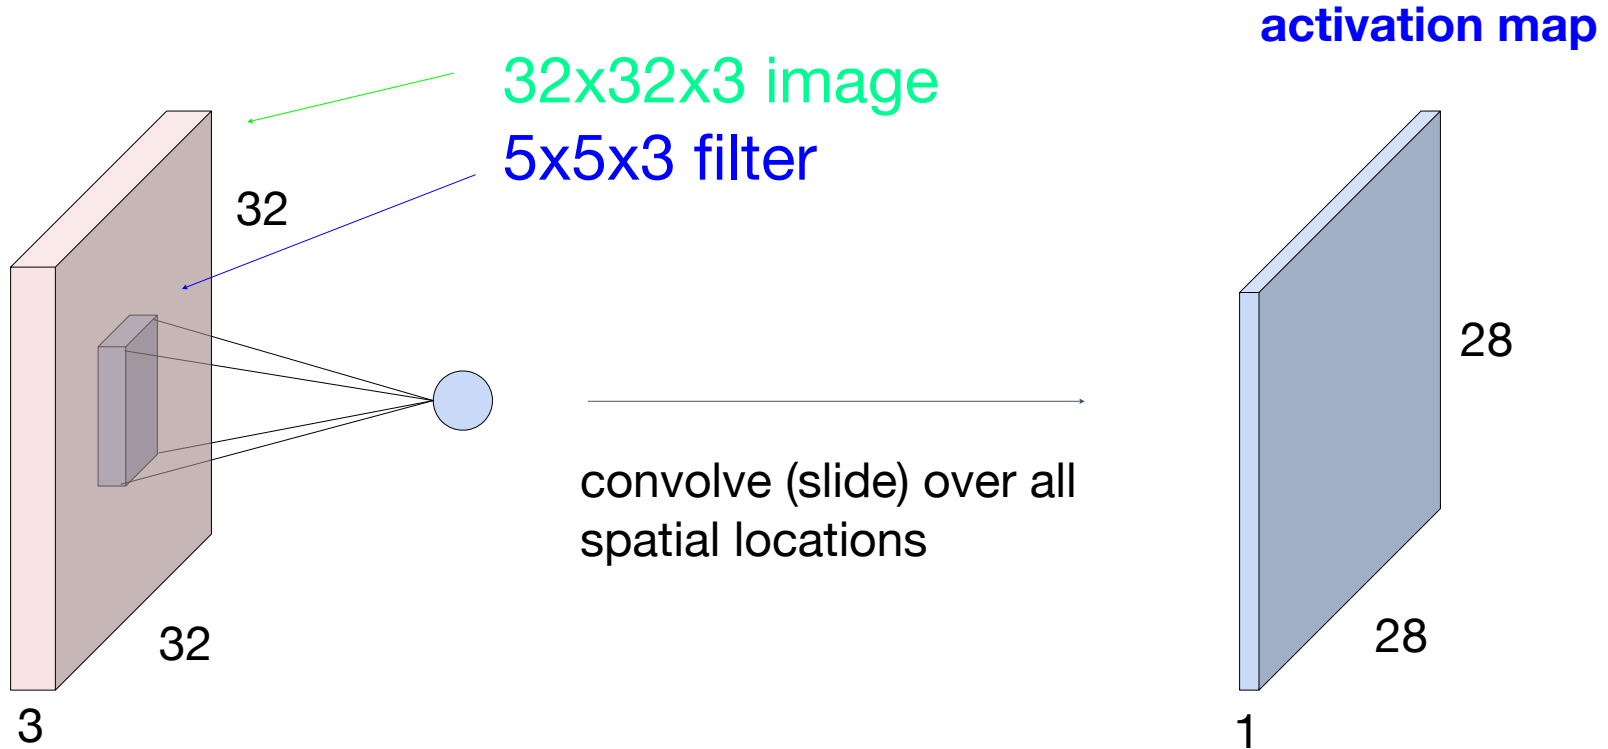 activation map
32x32x3 image
5x5x3 filter
32
28
convolve (slide) over all
spatial locations
32
28
3
1